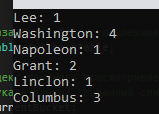 Lee: 1
Washington: 4
Napoleon: 1
Grant: 2
Linclon: 1
Columbus: 3